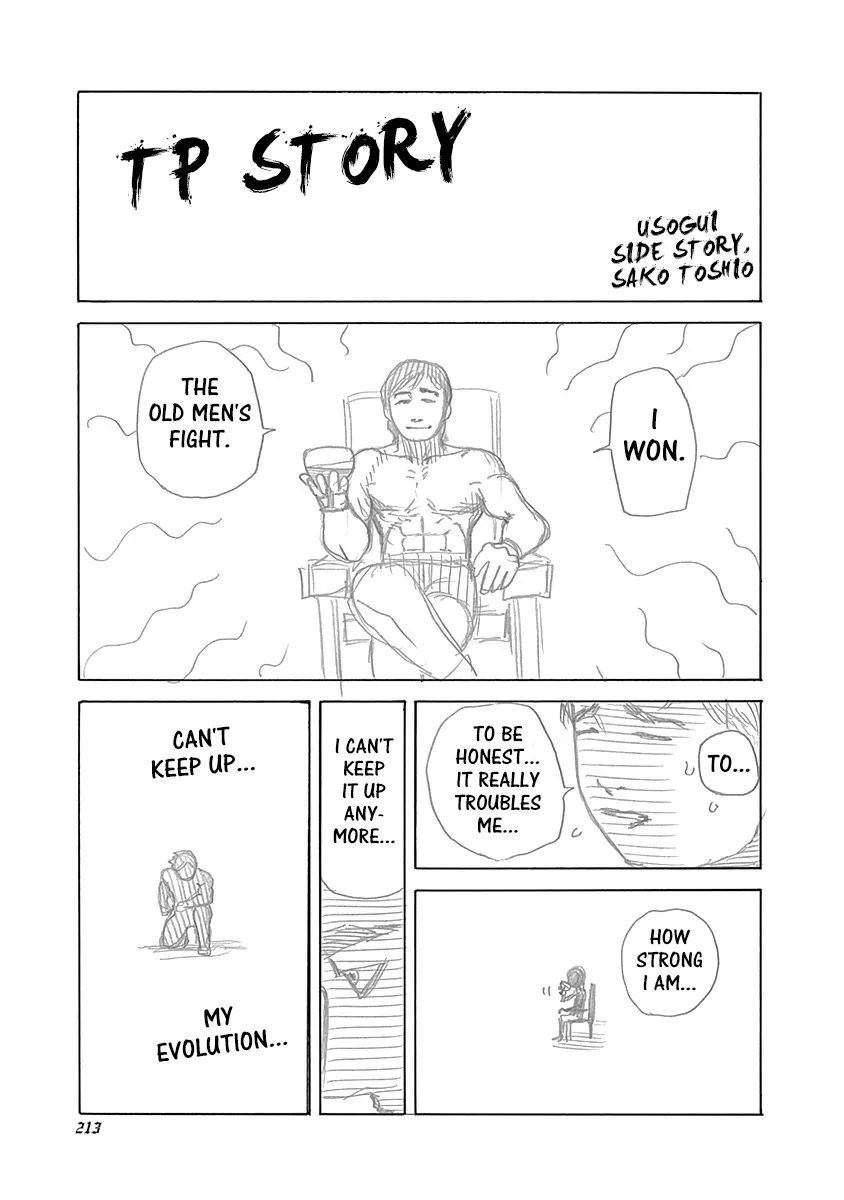 TP STORY
USOGUI
SIDE STORY,
SAKO TOSHIO
I
WON.
THE
OLD MEN'S
FIGHT.
TO...
TO BE
HONEST...
IT REALLY
TROUBLES
ME...
HOW
STRONG
I AM...
I CAN'T
KEEP
IT UP
ANY-
MORE...
CAN'T
KEEP UP...
MY
EVOLUTION...
213